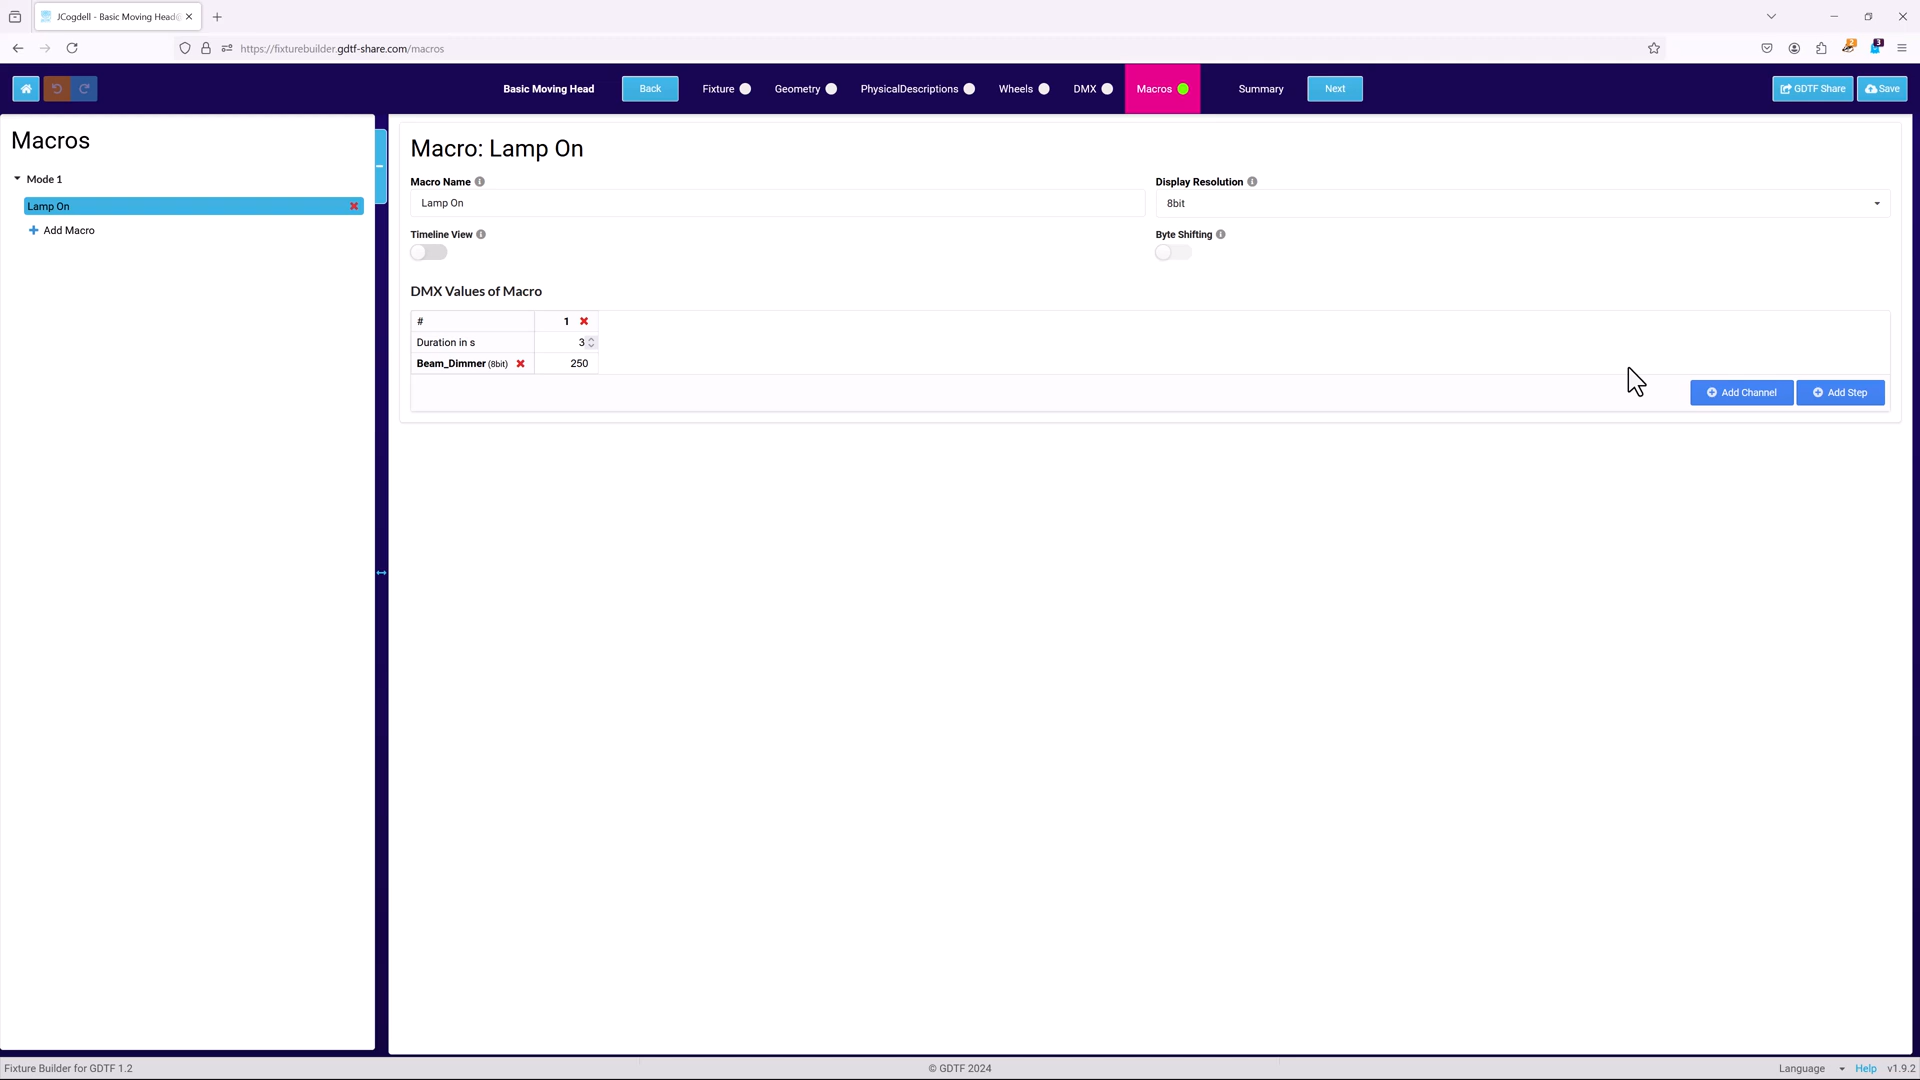 JCogdell - Basic Moving Head
https://fixturebuilder.gdtf-share.com/macros
2
3
Basic Moving Head
Back
Fixture
Geometry
PhysicalDescriptions
Wheels
DMX
Macros
Summary
Next
GDTF Share
Save
Macros
Mode 1
Lamp On
Add Macro
Macro: Lamp On
Macro Name
Display Resolution
Lamp On
8bit
Timeline View
Byte Shifting
DMX Values of Macro
# 1
Duration in s 3
Beam_Dimmer (8bit) 250
Add Channel
Add Step
Fixture Builder for GDTF 1.2
© GDTF 2024
Language
Help
v1.9.2